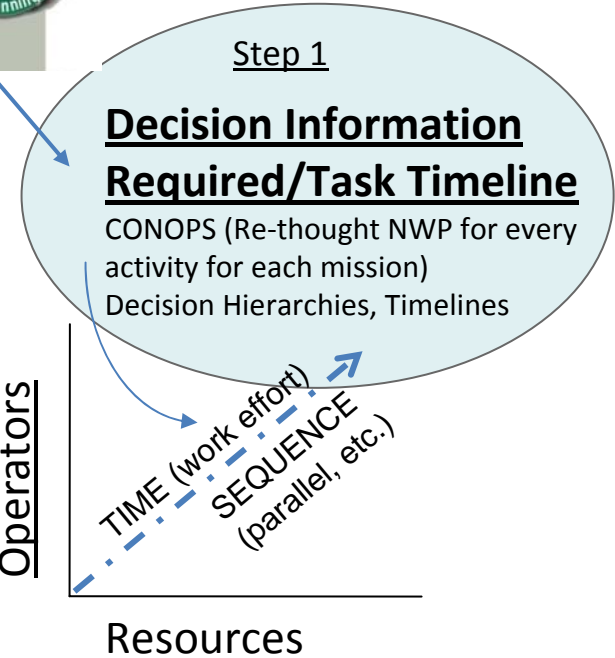 Step 1
Decision Information
Required/Task Timeline
CONOPS (Re-thought NWP for every
activity for each mission)
Decision Hierarchies, Timelines
Operators
TIME (work effort)
SEQUENCE
(parallel, etc.)
Resources